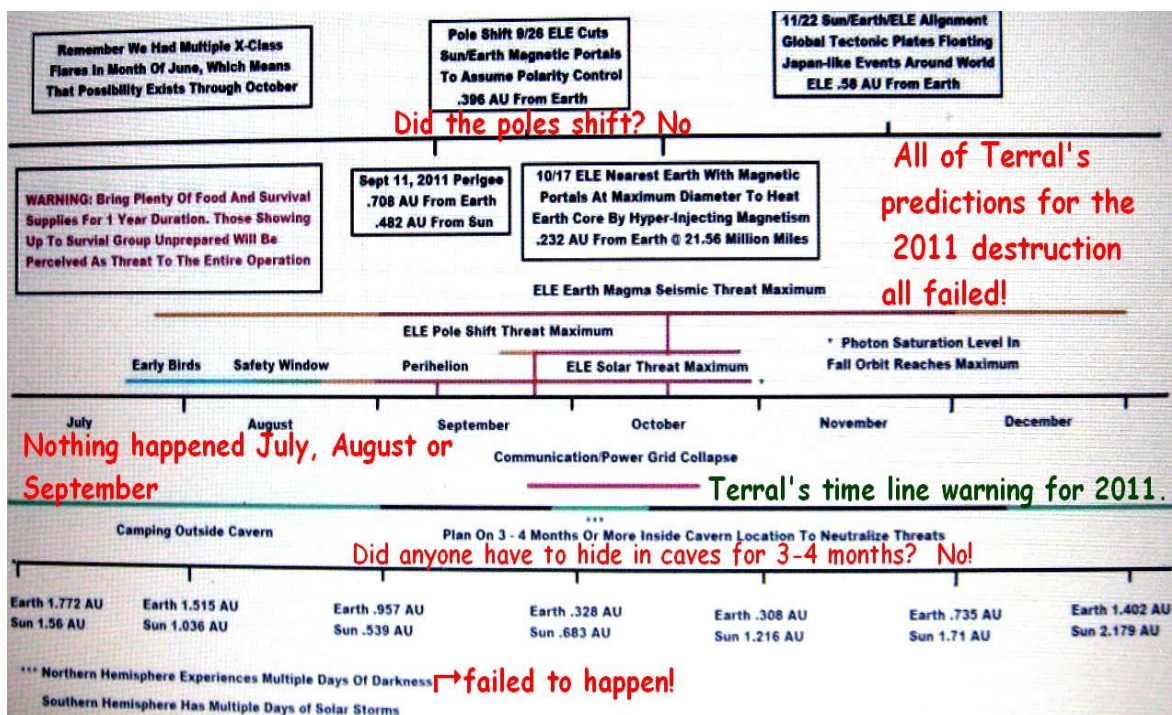 Remember We Had Multiple X-Class
Flares In Month Of June, Which Means
That Possibility Exists Through October
Pole Shift 9/26 ELE Cuts
Sun/Earth Magnetic Portals
To Assume Polarity Control
.396 AU From Earth
11/22 Sun/Earth/ELE Alignment
Global Tectonic Plates Floating
Japan-like Events Around World
ELE .58 AU From Earth
Did the poles shift? No
WARNING: Bring Plenty Of Food And Survival
Supplies For 1 Year Duration. Those Showing
Up To Survial Group Unprepared Will Be
Perceived As Threat To The Entire Operation
Sept 11, 2011 Perigee
.708 AU From Earth
.482 AU From Sun
10/17 ELE Nearest Earth With Magnetic
Portals At Maximum Diameter To Heat
Earth Core By Hyper-Injecting Magnetism
.232 AU From Earth @ 21.56 Million Miles
All of Terral's
predictions for the
2011 destruction
all failed!
ELE Earth Magma Seismic Threat Maximum
ELE Pole Shift Threat Maximum
* Photon Saturation Level In
Fall Orbit Reaches Maximum
Early Birds
Safety Window
Perihelion
ELE Solar Threat Maximum
*
July
August
September
October
November
December
Nothing happened July, August or
September
Communication/Power Grid Collapse
Terral's time line warning for 2011.
Camping Outside Cavern
***
Plan On 3 - 4 Months Or More Inside Cavern Location To Neutralize Threats
Did anyone have to hide in caves for 3-4 months? No!
Earth 1.772 AU
Sun 1.56 AU
Earth 1.515 AU
Sun 1.036 AU
Earth .957 AU
Sun .539 AU
Earth .328 AU
Sun .683 AU
Earth .308 AU
Sun 1.216 AU
Earth .735 AU
Sun 1.71 AU
Earth 1.402 AU
Sun 2.179 AU
*** Northern Hemisphere Experiences Multiple Days Of Darkness
failed to happen!
Southern Hemisphere Has Multiple Days of Solar Storms